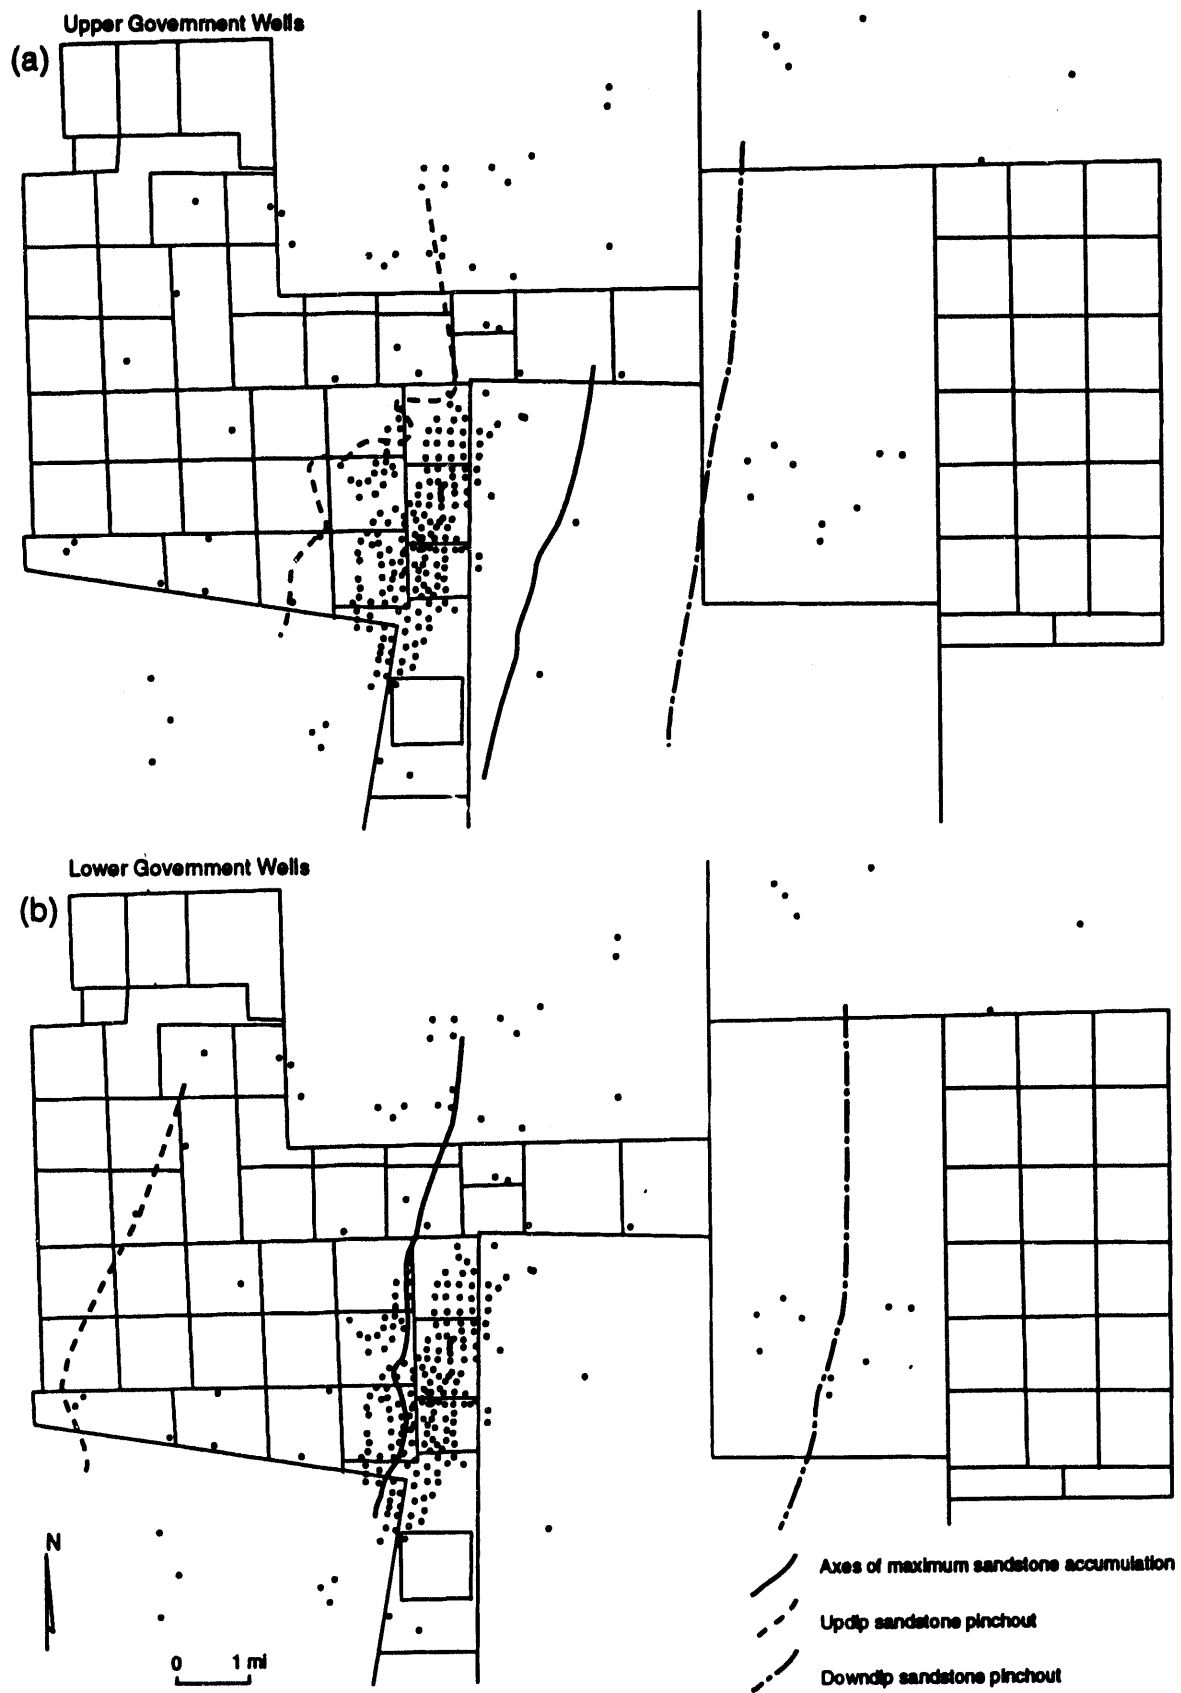 Upper Government Wells
(a)
Lower Government Wells
(b)
N
0 1 mi
Axes of maximum sandstone accumulation
Updip sandstone pinchout
Downdip sandstone pinchout